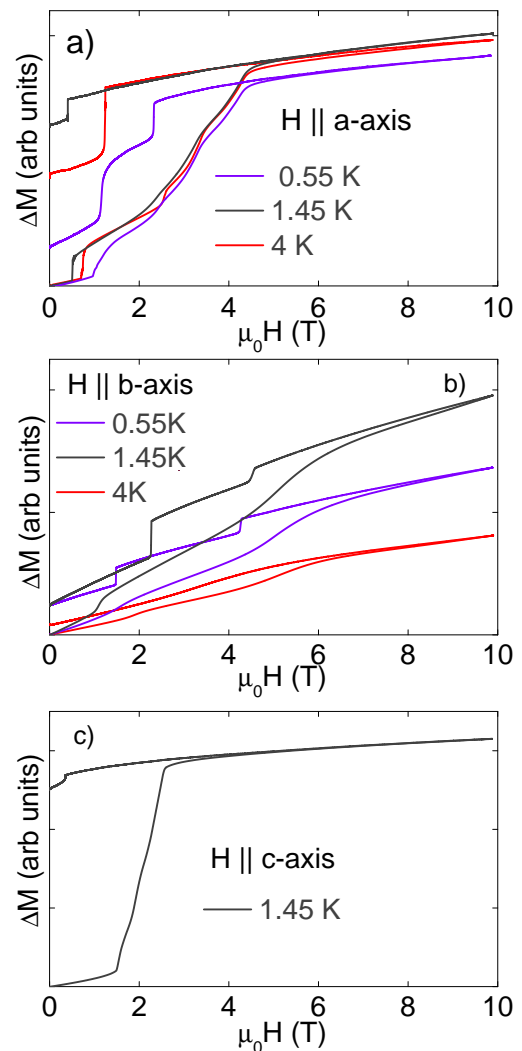 a)
ΔM (arb units)
H || a-axis
0.55 K
1.45 K
4 K
0 2 4 6 8 10
μ₀H (T)
H || b-axis
b)
0.55K
1.45K
4K
ΔM (arb units)
0 2 4 6 8 10
μ₀H (T)
c)
ΔM (arb units)
H || c-axis
1.45 K
0 2 4 6 8 10
μ₀H (T)